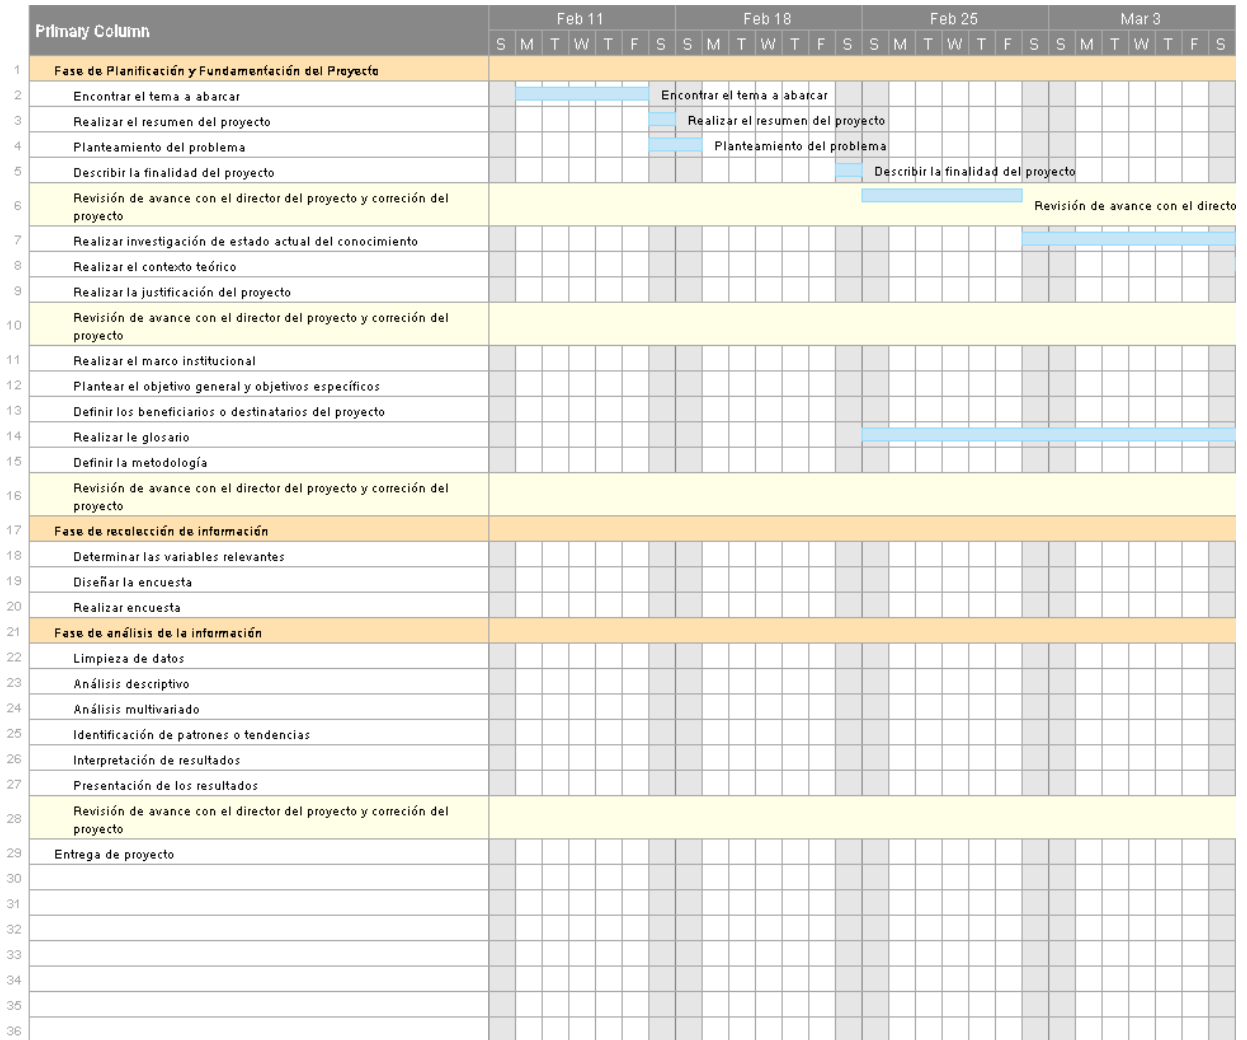 Primary Column
Feb 11 Feb 18 Feb 25 Mar 3
S M T W T F S S M T W T F S S M T W T F S S M T W T F S
1 Fase de Planificación y Fundamentación del Proyecto
2 Encontrar el tema a abarcar Encontrar el tema a abarcar
3 Realizar el resumen del proyecto Realizar el resumen del proyecto
4 Planteamiento del problema Planteamiento del problema
5 Describir la finalidad del proyecto Describir la finalidad del proyecto
6 Revisión de avance con el director del proyecto y correción del
proyecto
Revisión de avance con el directo
7 Realizar investigación de estado actual del conocimiento
8 Realizar el contexto teórico
9 Realizar la justificación del proyecto
10 Revisión de avance con el director del proyecto y correción del
proyecto
11 Realizar el marco institucional
12 Plantear el objetivo general y objetivos específicos
13 Definir los beneficiarios o destinatarios del proyecto
14 Realizar le glosario
15 Definir la metodología
16 Revisión de avance con el director del proyecto y correción del
proyecto
17 Fase de recolección de información
18 Determinar las variables relevantes
19 Diseñar la encuesta
20 Realizar encuesta
21 Fase de análisis de la información
22 Limpieza de datos
23 Análisis descriptivo
24 Análisis multivariado
25 Identificación de patrones o tendencias
26 Interpretación de resultados
27 Presentación de los resultados
28 Revisión de avance con el director del proyecto y correción del
proyecto
29 Entrega de proyecto
30
31
32
33
34
35
36